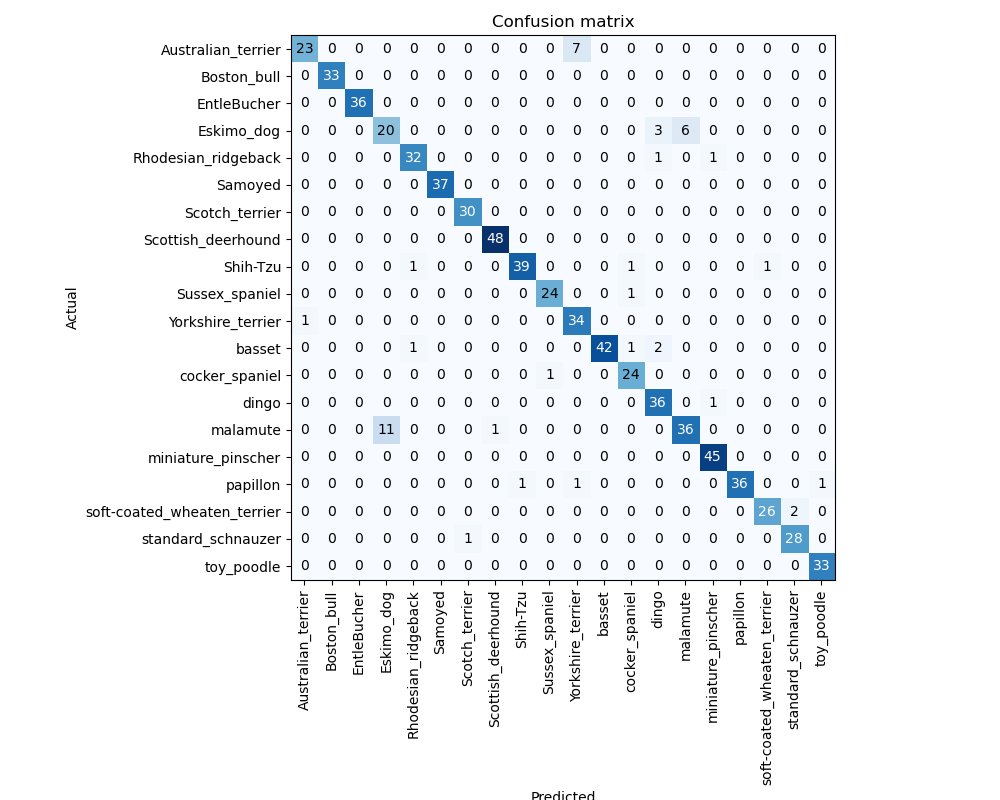 Confusion matrix
Australian_terrier 23 0 0 0 0 0 0 0 0 0 7 0 0 0 0 0 0 0 0 0
Boston_bull 0 33 0 0 0 0 0 0 0 0 0 0 0 0 0 0 0 0 0 0
EntleBucher 0 0 36 0 0 0 0 0 0 0 0 0 0 0 0 0 0 0 0 0
Eskimo_dog 0 0 0 20 0 0 0 0 0 0 0 0 0 3 6 0 0 0 0 0
Rhodesian_ridgeback 0 0 0 0 32 0 0 0 0 0 0 0 0 1 0 1 0 0 0 0
Samoyed 0 0 0 0 0 37 0 0 0 0 0 0 0 0 0 0 0 0 0 0
Scotch_terrier 0 0 0 0 0 0 30 0 0 0 0 0 0 0 0 0 0 0 0 0
Scottish_deerhound 0 0 0 0 0 0 0 48 0 0 0 0 0 0 0 0 0 0 0 0
Shih-Tzu 0 0 0 0 1 0 0 0 39 0 0 0 1 0 0 0 0 1 0 0
Sussex_spaniel 0 0 0 0 0 0 0 0 0 24 0 0 1 0 0 0 0 0 0 0
Yorkshire_terrier 1 0 0 0 0 0 0 0 0 0 34 0 0 0 0 0 0 0 0 0
basset 0 0 0 0 1 0 0 0 0 0 0 42 1 2 0 0 0 0 0 0
cocker_spaniel 0 0 0 0 0 0 0 0 0 1 0 0 24 0 0 0 0 0 0 0
dingo 0 0 0 0 0 0 0 0 0 0 0 0 0 36 0 1 0 0 0 0
malamute 0 0 0 11 0 0 0 1 0 0 0 0 0 0 36 0 0 0 0 0
miniature_pinscher 0 0 0 0 0 0 0 0 0 0 0 0 0 0 0 45 0 0 0 0
papillon 0 0 0 0 0 0 0 0 1 0 1 0 0 0 0 0 36 0 0 1
soft-coated_wheaten_terrier 0 0 0 0 0 0 0 0 0 0 0 0 0 0 0 0 0 26 2 0
standard_schnauzer 0 0 0 0 0 0 1 0 0 0 0 0 0 0 0 0 0 0 28 0
toy_poodle 0 0 0 0 0 0 0 0 0 0 0 0 0 0 0 0 0 0 0 33
Actual
Australian_terrier
Boston_bull
EntleBucher
Eskimo_dog
Rhodesian_ridgeback
Samoyed
Scotch_terrier
Scottish_deerhound
Shih-Tzu
Sussex_spaniel
Yorkshire_terrier
basset
cocker_spaniel
dingo
malamute
miniature_pinscher
papillon
soft-coated_wheaten_terrier
standard_schnauzer
toy_poodle
Predicted